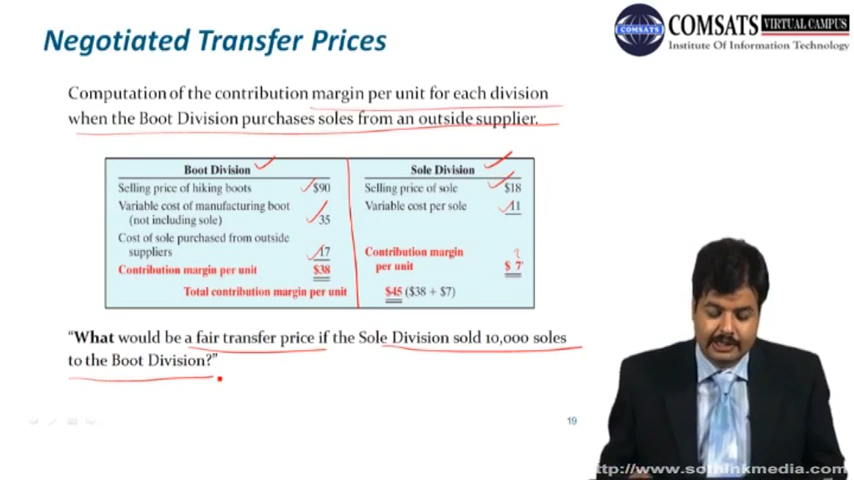 Negotiated Transfer Prices
COMSATS
COMSATS VIRTUAL CAMPUS
Institute Of Information Technology
Computation of the contribution margin per unit for each division
when the Boot Division purchases soles from an outside supplier.
Boot Division
Selling price of hiking boots $90
Variable cost of manufacturing boot
(not including sole) 35
Cost of sole purchased from outside
suppliers 17
Contribution margin per unit $38
Sole Division
Selling price of sole $18
Variable cost per sole 11
Contribution margin
per unit $ 7
Total contribution margin per unit $45 ($38 + $7)
"What would be a fair transfer price if the Sole Division sold 10,000 soles
to the Boot Division?"
19
http://www.sothinkmedia.com